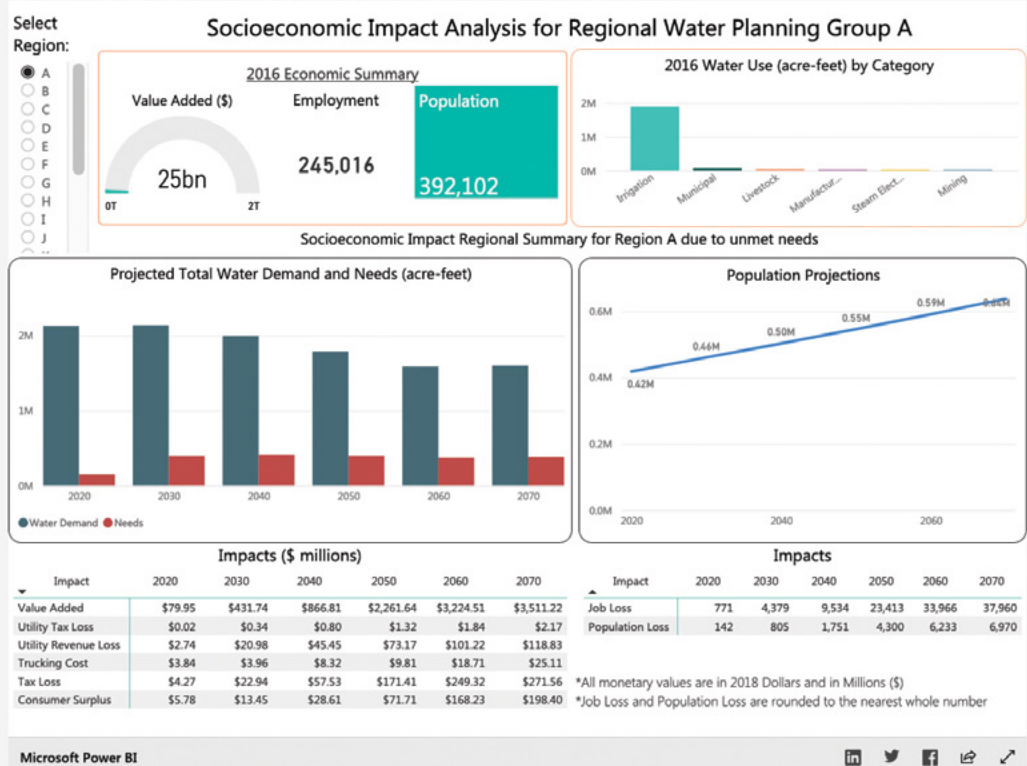 Select
Region:
A
B
C
D
E
F
G
H
I
J
Socioeconomic Impact Analysis for Regional Water Planning Group A
2016 Economic Summary
Value Added ($)
25bn
0T 2T
Employment
245,016
Population
392,102
2016 Water Use (acre-feet) by Category
2M
1M
0M
Irrigation Municipal Livestock Manufactur... Steam Elect... Mining
Socioeconomic Impact Regional Summary for Region A due to unmet needs
Projected Total Water Demand and Needs (acre-feet)
2M
1M
0M
2020 2030 2040 2050 2060 2070
Water Demand Needs
Population Projections
0.6M
0.4M
0.2M
0.0M
0.42M 0.46M 0.50M 0.55M 0.59M 0.64M
2020 2040 2060
Impacts ($ millions)
Impact 2020 2030 2040 2050 2060 2070
Value Added $79.95 $431.74 $866.81 $2,261.64 $3,224.51 $3,511.22
Utility Tax Loss $0.02 $0.34 $0.80 $1.32 $1.84 $2.17
Utility Revenue Loss $2.74 $20.98 $45.45 $73.17 $101.22 $118.83
Trucking Cost $3.84 $3.96 $8.32 $9.81 $18.71 $25.11
Tax Loss $4.27 $22.94 $57.53 $171.41 $249.32 $271.56
Consumer Surplus $5.78 $13.45 $28.61 $71.71 $168.23 $198.40
Impacts
Impact 2020 2030 2040 2050 2060 2070
Job Loss 771 4,379 9,534 23,413 33,966 37,960
Population Loss 142 805 1,751 4,300 6,233 6,970
*All monetary values are in 2018 Dollars and in Millions ($)
*Job Loss and Population Loss are rounded to the nearest whole number
Microsoft Power BI